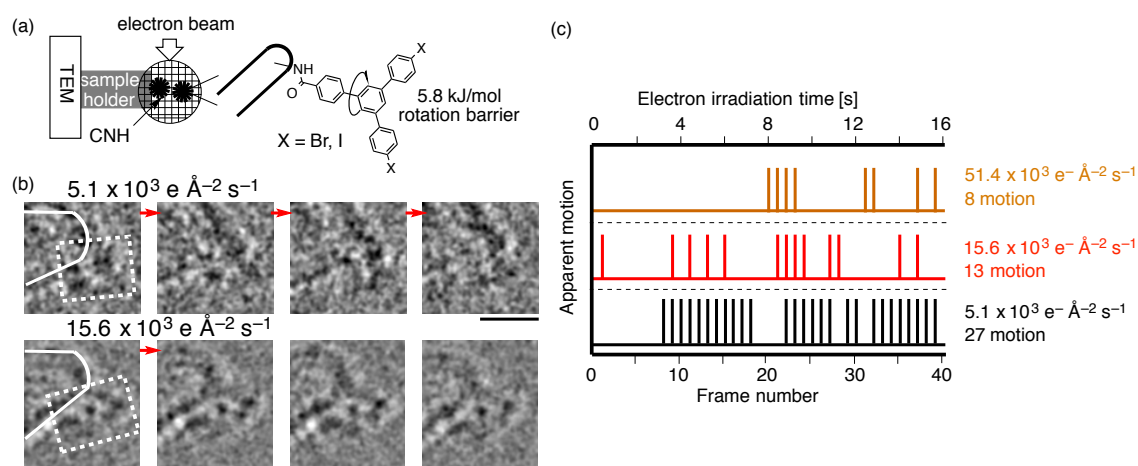 (a)
electron beam
TEM
sample
holder
CNH
NH
O
X
X
X = Br, I
5.8 kJ/mol
rotation barrier
(b)
5.1 x 10³ e Å⁻² s⁻¹
15.6 x 10³ e Å⁻² s⁻¹
(c)
Electron irradiation time [s]
0 4 8 12 16
Apparent motion
51.4 x 10³ e⁻ Å⁻² s⁻¹
8 motion
15.6 x 10³ e⁻ Å⁻² s⁻¹
13 motion
5.1 x 10³ e⁻ Å⁻² s⁻¹
27 motion
0 10 20 30 40
Frame number